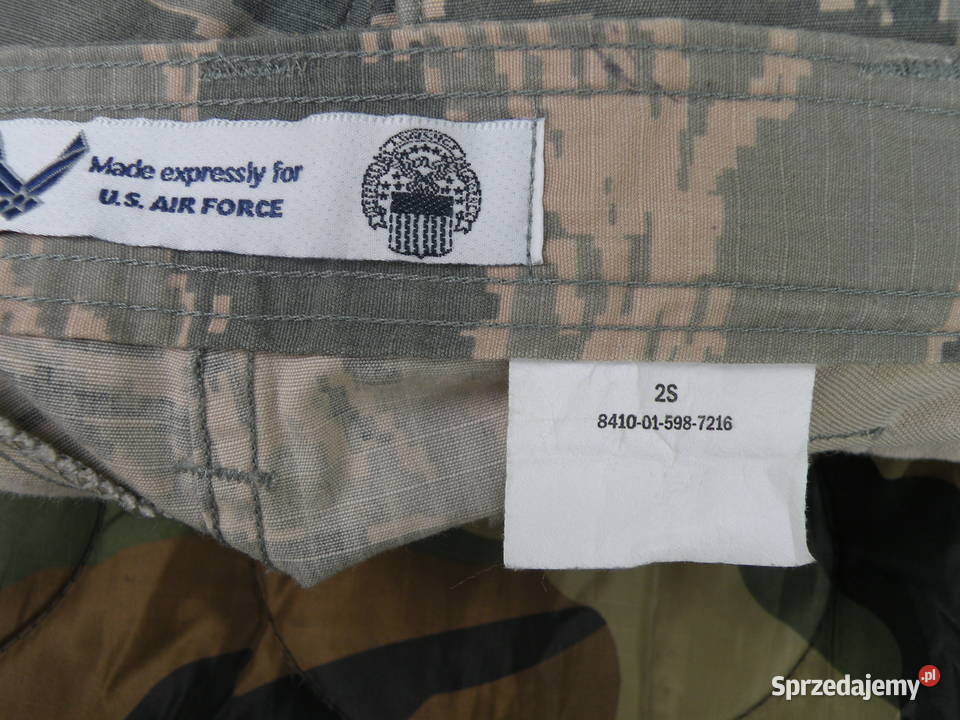 Made expressly for
U.S. AIR FORCE
2S
8410-01-598-7216
Sprzedajemy.pl